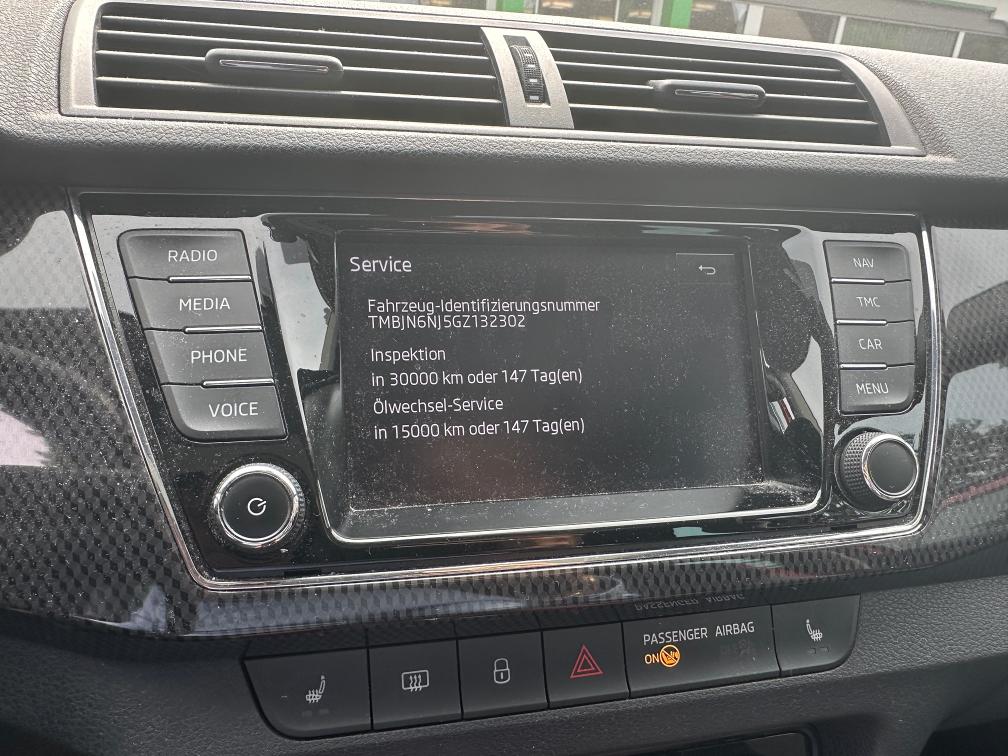 RADIO
MEDIA
PHONE
VOICE
Service
Fahrzeug-Identifizierungsnummer
TMBJN6NJ5GZ132302
Inspektion
in 30000 km oder 147 Tag(en)
Ölwechsel-Service
in 15000 km oder 147 Tag(en)
NAV
TMC
CAR
MENU
PASSENGER AIRBAG
ON